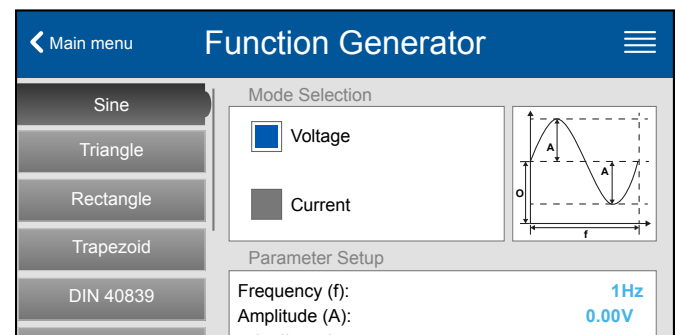 Main menu
Function Generator
Sine
Triangle
Rectangle
Trapezoid
DIN 40839
Mode Selection
Voltage
Current
A
A
O
f
Parameter Setup
Frequency (f): 1Hz
Amplitude (A): 0.00V